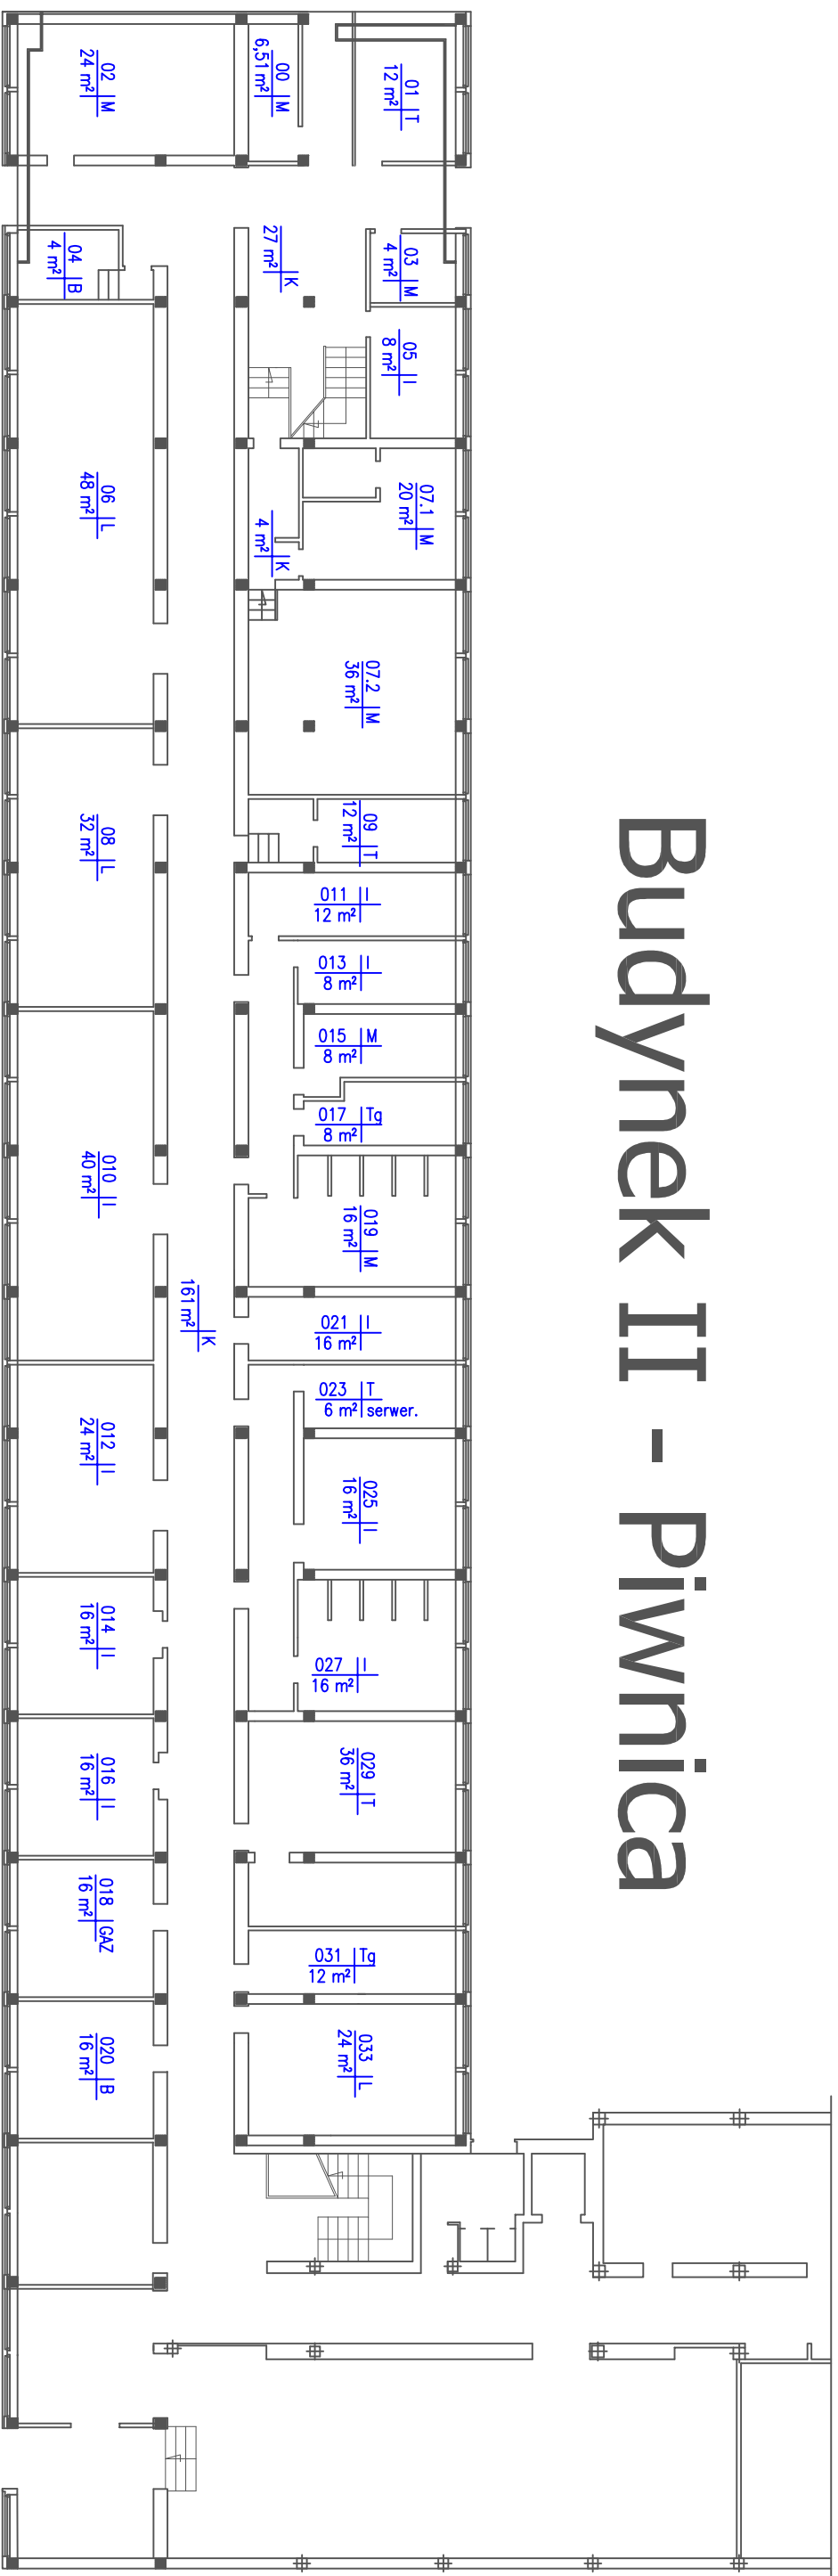 Budynek II - Piwnica
01 T
12 m²
00 M
6,51 m²
02 M
24 m²
03 M
4 m²
K
27 m²
04 B
4 m²
05 I
8 m²
07.1 M
20 m²
K
4 m²
06 L
48 m²
07.2 M
36 m²
09 T
12 m²
08 L
32 m²
011 I
12 m²
013 I
8 m²
015 M
8 m²
017 Tg
8 m²
019 M
16 m²
010 I
40 m²
K
161 m²
021 I
16 m²
023 T
6 m² serwer.
025 I
16 m²
012 I
24 m²
027 I
16 m²
014 I
16 m²
029 T
36 m²
016 I
16 m²
018 GAZ
16 m²
031 Tg
12 m²
033 L
24 m²
020 B
16 m²